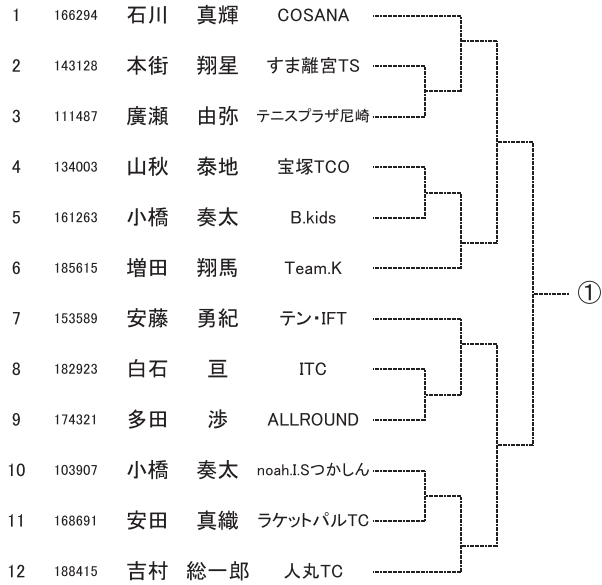 1 166294 石川 真輝 COSANA
2 143128 本街 翔星 すま離宮TS
3 111487 廣瀬 由弥 テニスプラザ尼崎
4 134003 山秋 泰地 宝塚TCO
5 161263 小橋 奏太 B.kids
6 185615 増田 翔馬 Team.K
①
7 153589 安藤 勇紀 テン・IFT
8 182923 白石 亘 ITC
9 174321 多田 渉 ALLROUND
10 103907 小橋 奏太 noah.I.Sつかしん
11 168691 安田 真織 ラケットパルTC
12 188415 吉村 総一郎 人丸TC